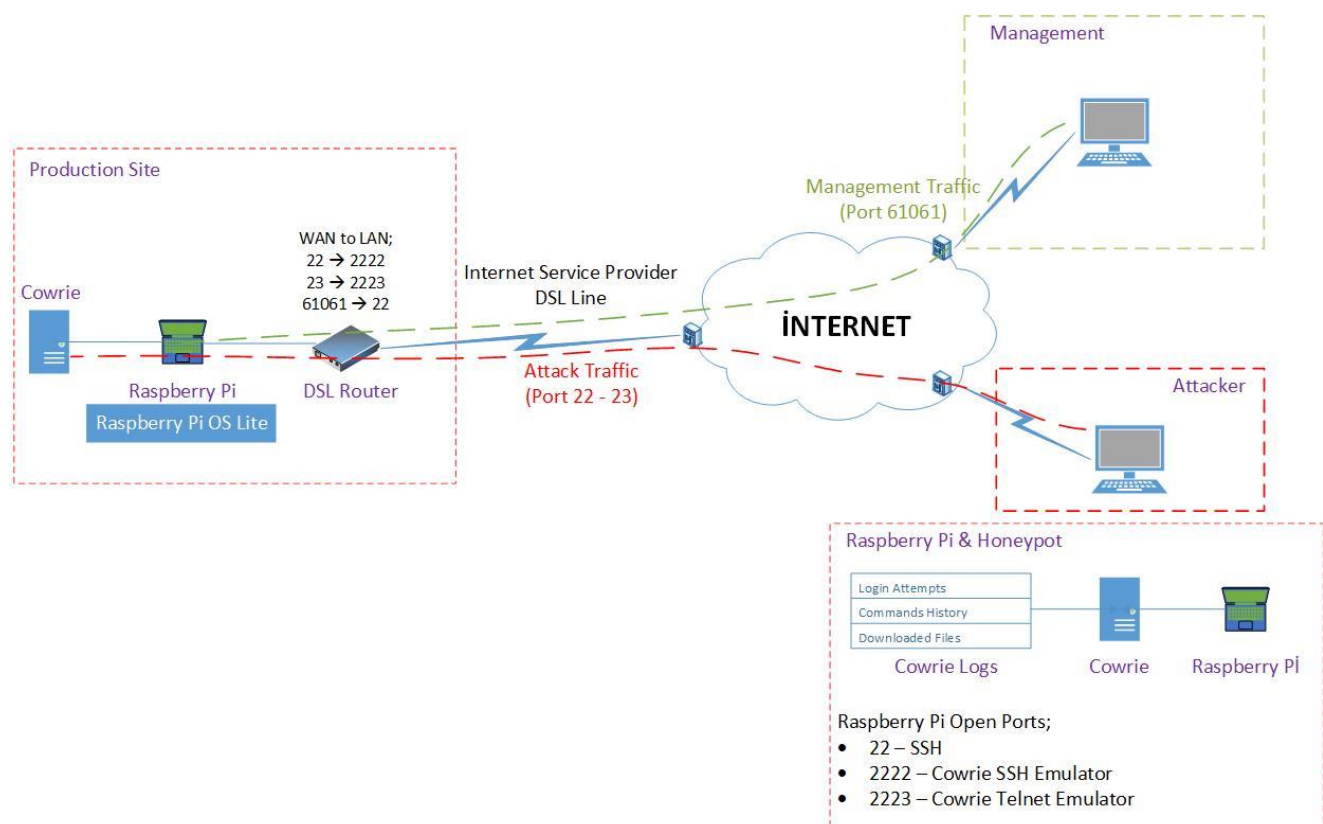 Management
Production Site
Management Traffic
(Port 61061)
WAN to LAN;
22 → 2222
23 → 2223
61061 → 22
Internet Service Provider
DSL Line
Cowrie
İNTERNET
Raspberry Pi
DSL Router
Attack Traffic
(Port 22 - 23)
Raspberry Pi OS Lite
Attacker
Raspberry Pi & Honeypot
Login Attempts
Commands History
Downloaded Files
Cowrie Logs
Cowrie
Raspberry Pİ
Raspberry Pi Open Ports;
• 22 – SSH
• 2222 – Cowrie SSH Emulator
• 2223 – Cowrie Telnet Emulator